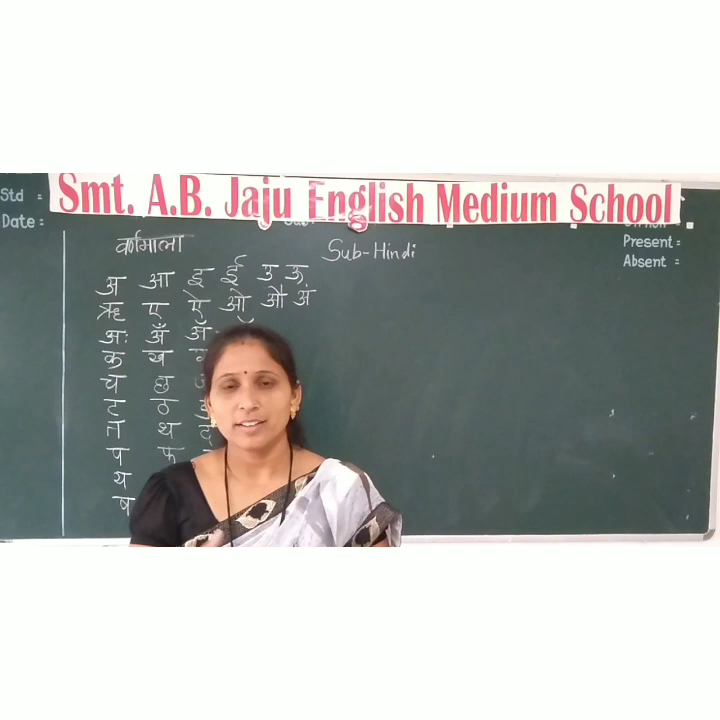 Smt. A.B. Jaju English Medium School
Std =
Date :
Present :
Absent =
वर्णमाला
Sub-Hindi
अ आ इ ई उ ऊ
ऋ ए ऐ ओ औ अं
अः अँ ऑ
क ख
च छ
ट ठ
त थ द
प फ
य
ष